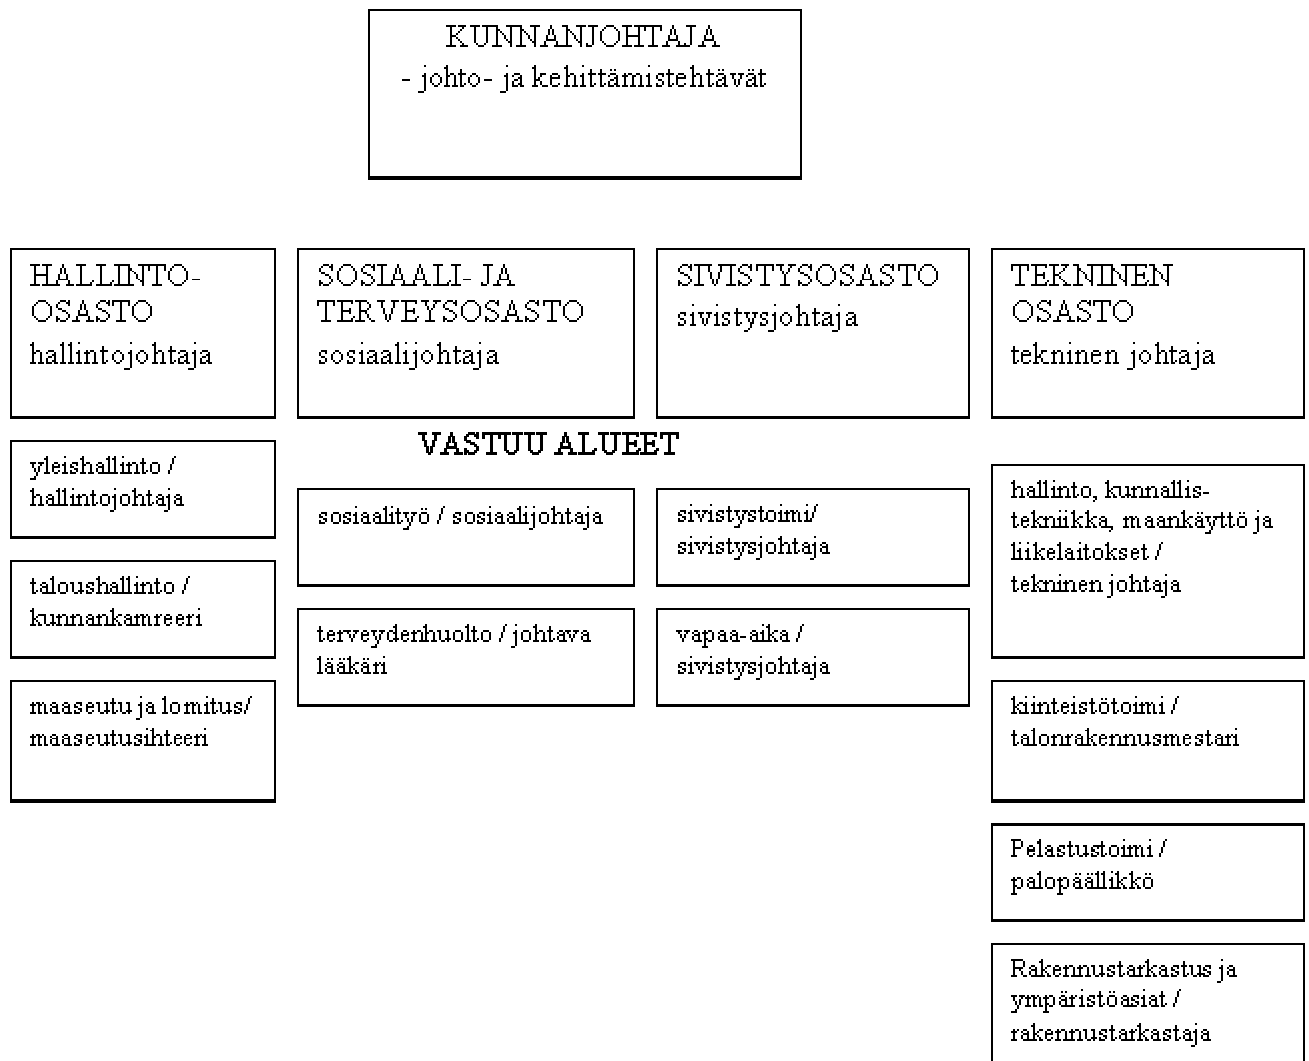 KUNNANJOHTAJA
- johto- ja kehittämistehtävät
HALLINTO-
OSASTO
hallintojohtaja
SOSIAALI- JA
TERVEYSOSASTO
sosiaalijohtaja
SIVISTYSOSASTO
sivistysjohtaja
TEKNINEN
OSASTO
tekninen johtaja
VASTUU ALUEET
yleishallinto /
hallintojohtaja
taloushallinto /
kunnankamreeri
maaseutu ja lomitus/
maaseutusihteeri
sosiaalityö / sosiaalijohtaja
terveydenhuolto / johtava
lääkäri
sivistystoimi/
sivistysjohtaja
vapaa-aika /
sivistysjohtaja
hallinto, kunnallis-
tekniikka, maankäyttö ja
liikelaitokset /
tekninen johtaja
kiinteistötoimi /
talonrakennusmestari
Pelastustoimi /
palopäällikkö
Rakennustarkastus ja
ympäristöasiat /
rakennustarkastaja